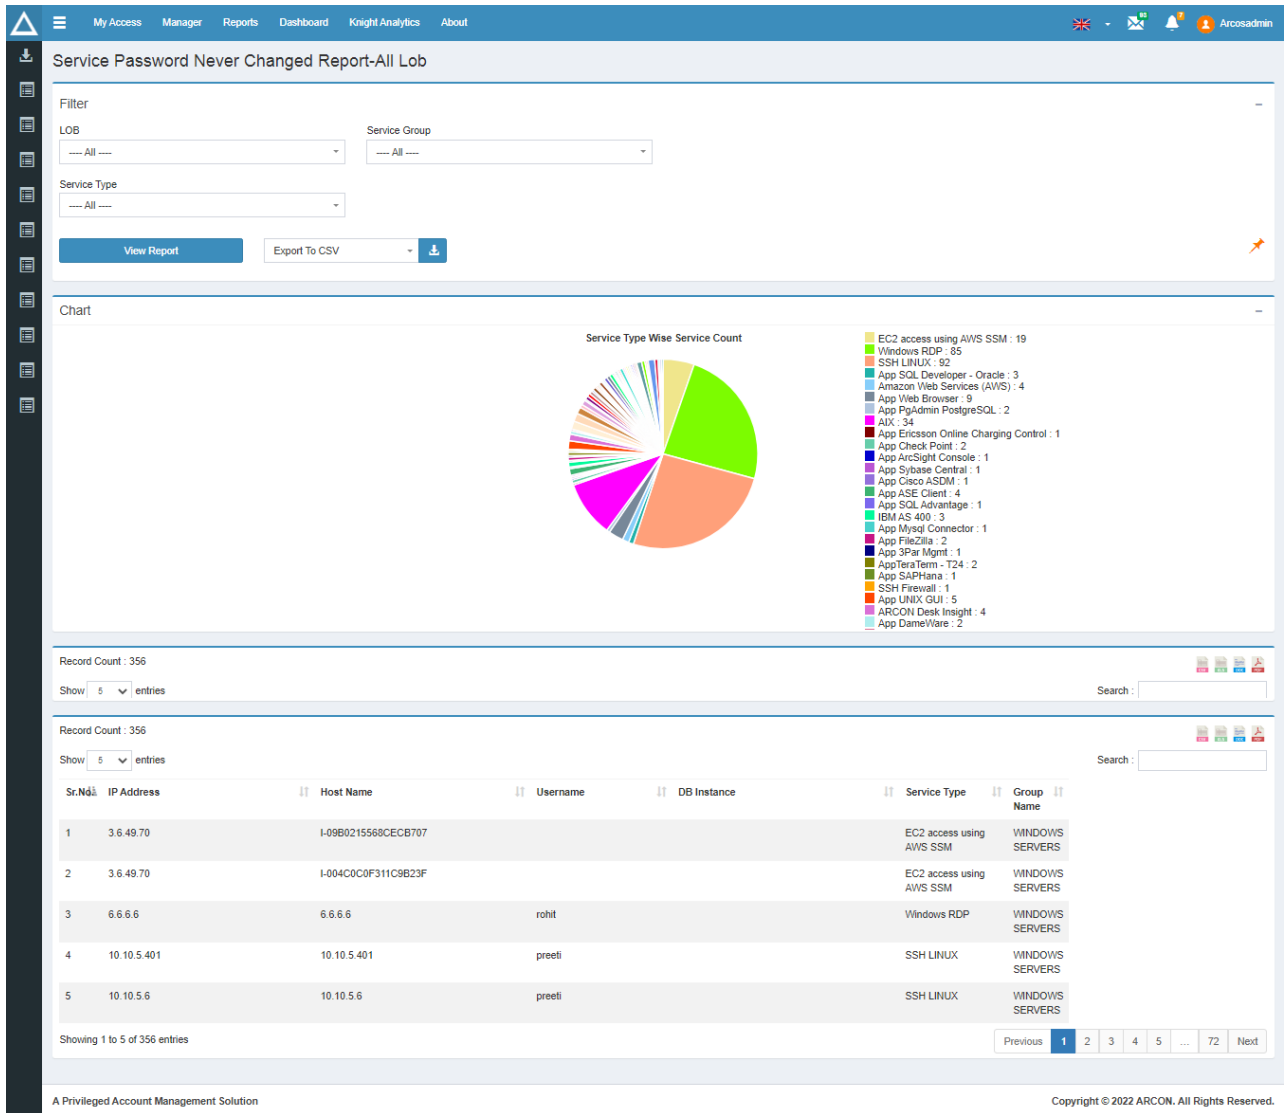 My Access Manager Reports Dashboard Knight Analytics About Arcosadmin
Service Password Never Changed Report-All Lob
Filter
LOB Service Group
---- All ---- ---- All ----
Service Type
---- All ----
View Report Export To CSV
Chart
Service Type Wise Service Count
EC2 access using AWS SSM : 19
Windows RDP : 85
SSH LINUX : 92
App SQL Developer - Oracle : 3
Amazon Web Services (AWS) : 4
App Web Browser : 9
App PgAdmin PostgreSQL : 2
AIX : 34
App Ericsson Online Charging Control : 1
App Check Point : 2
App ArcSight Console : 1
App Sybase Central : 1
App Cisco ASDM : 1
App ASE Client : 4
App SQL Advantage : 1
IBM AS 400 : 3
App Mysql Connector : 1
App FileZilla : 2
App 3Par Mgmt : 1
AppTeraTerm - T24 : 2
App SAPHana : 1
SSH Firewall : 1
App UNIX GUI : 5
ARCON Desk Insight : 4
App DameWare : 2
Record Count : 356
Show 5 entries Search :
Record Count : 356
Show 5 entries Search :
Sr.No. IP Address Host Name Username DB Instance Service Type Group
Name
1 3.6.49.70 I-09B0215568CECB707 EC2 access using WINDOWS
AWS SSM SERVERS
2 3.6.49.70 I-004C0C0F311C9B23F EC2 access using WINDOWS
AWS SSM SERVERS
3 6.6.6.6 6.6.6.6 rohit Windows RDP WINDOWS
SERVERS
4 10.10.5.401 10.10.5.401 preeti SSH LINUX WINDOWS
SERVERS
5 10.10.5.6 10.10.5.6 preeti SSH LINUX WINDOWS
SERVERS
Showing 1 to 5 of 356 entries Previous 1 2 3 4 5 ... 72 Next
A Privileged Account Management Solution Copyright © 2022 ARCON. All Rights Reserved.